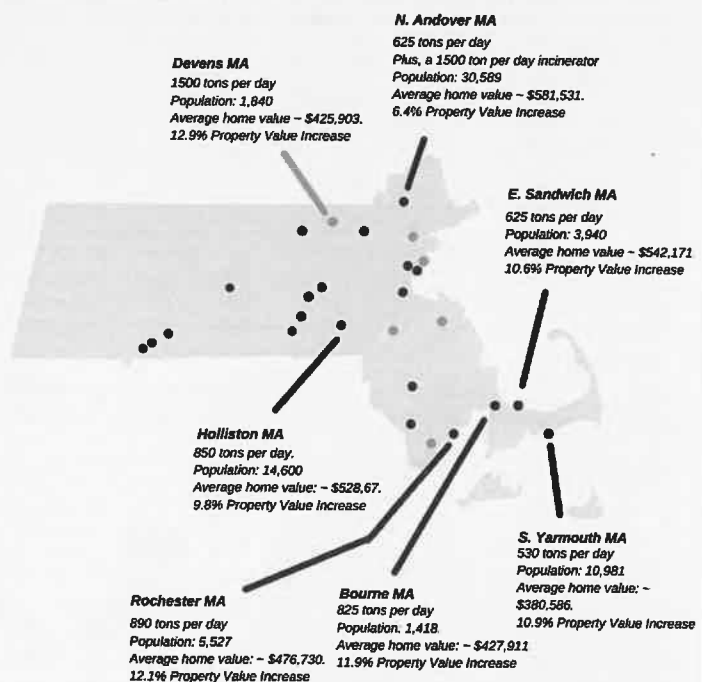 N. Andover MA
625 tons per day
Plus, a 1500 ton per day incinerator
Population: 30,589
Average home value ~ $581,531.
6.4% Property Value Increase
Devens MA
1500 tons per day
Population: 1,840
Average home value ~ $425,903.
12.9% Property Value Increase
E. Sandwich MA
625 tons per day
Population: 3,940
Average home value ~ $542,171
10.6% Property Value Increase
Holliston MA
850 tons per day.
Population: 14,600
Average home value: ~ $528,67.
9.8% Property Value Increase
S. Yarmouth MA
530 tons per day
Population: 10,981
Average home value: ~
$380,586.
10.9% Property Value Increase
Rochester MA
890 tons per day
Population: 5,527
Average home value: ~ $476,730.
12.1% Property Value Increase
Bourne MA
825 tons per day
Population: 1,418.
Average home value: ~ $427,911
11.9% Property Value Increase